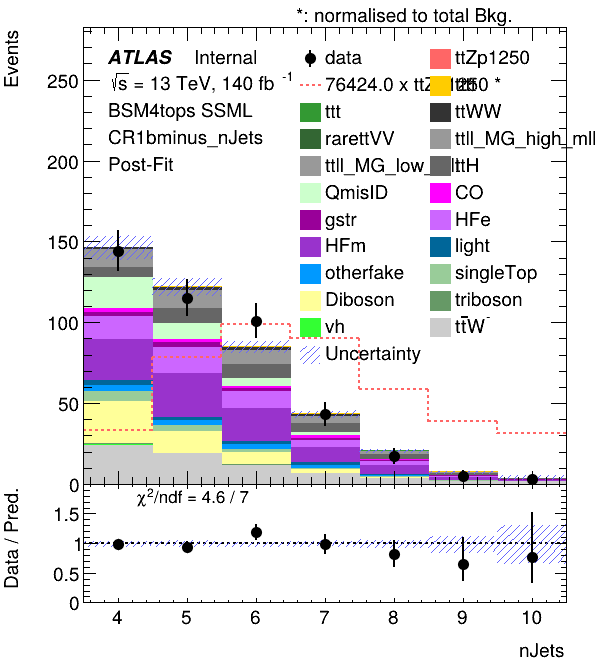 *: normalised to total Bkg.
Events
ATLAS Internal
√s = 13 TeV, 140 fb -1
BSM4tops SSML
CR1bminus_nJets
Post-Fit
data
ttZp1250
76424.0 x ttZp1250 *
ttt
ttWW
rarettVV
ttll_MG_high_mll
ttll_MG_low_mll
ttH
QmisID
CO
gstr
HFe
HFm
light
otherfake
singleTop
Diboson
triboson
vh
tt̄W
Uncertainty
250
200
150
100
50
0
χ²/ndf = 4.6 / 7
Data / Pred.
1.5
1
0.5
0
4 5 6 7 8 9 10
nJets